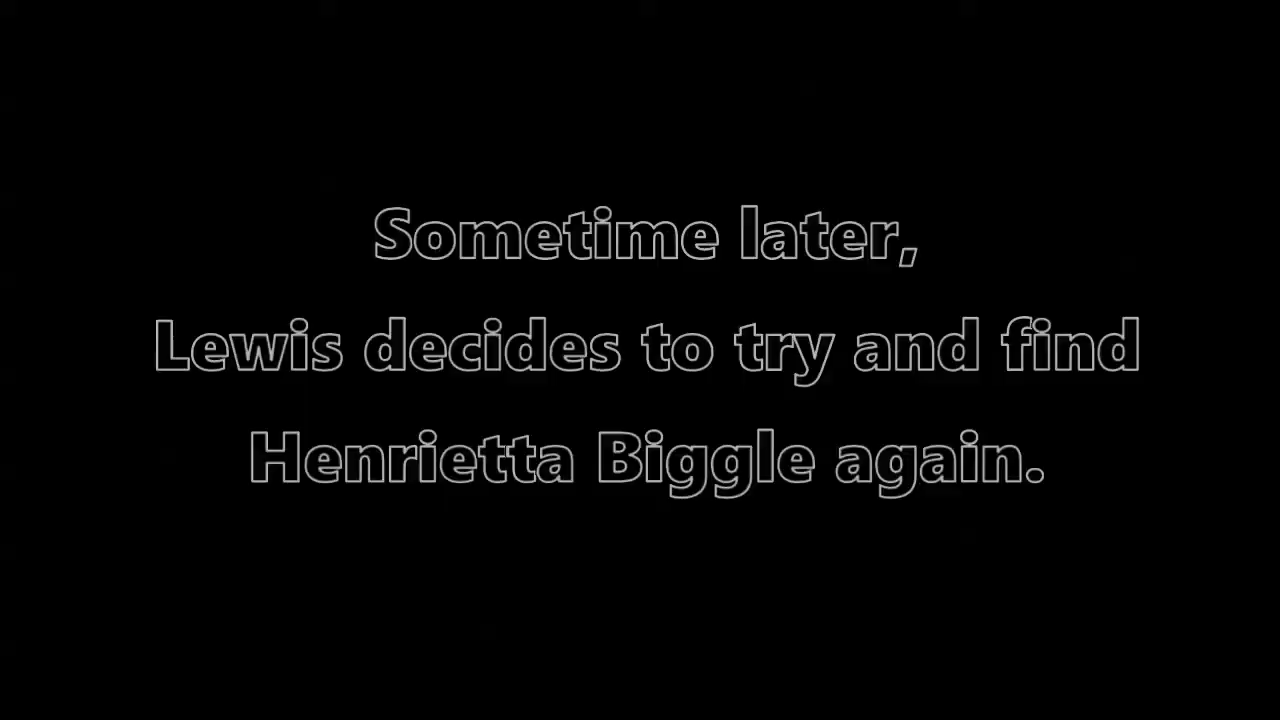 Sometime later,
Lewis decides to try and find
Henrietta Biggle again.